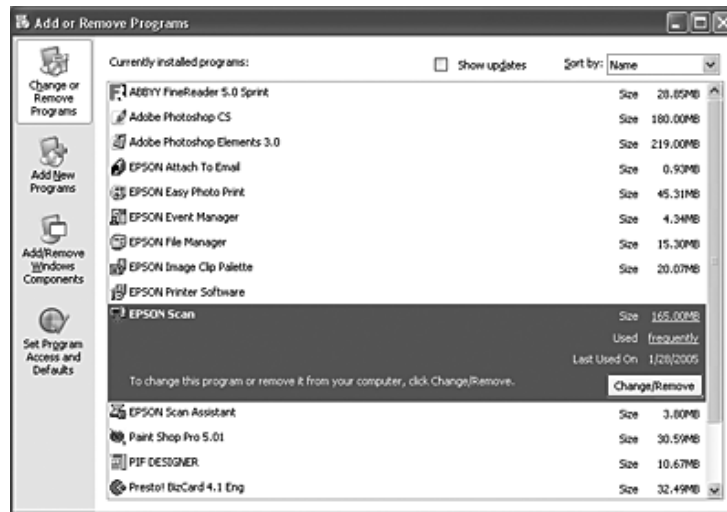 Add or Remove Programs
Change or
Remove
Programs
Add New
Programs
Add/Remove
Windows
Components
Set Program
Access and
Defaults
Currently installed programs:
Show updates
Sort by: Name
ABBYY FineReader 5.0 Sprint Size 28.85MB
Adobe Photoshop CS Size 180.00MB
Adobe Photoshop Elements 3.0 Size 219.00MB
EPSON Attach To Email Size 0.93MB
EPSON Easy Photo Print Size 45.31MB
EPSON Event Manager Size 4.34MB
EPSON File Manager Size 15.30MB
EPSON Image Clip Palette Size 20.07MB
EPSON Printer Software
EPSON Scan Size 165.00MB
Used frequently
Last Used On 1/28/2005
To change this program or remove it from your computer, click Change/Remove. Change/Remove
EPSON Scan Assistant Size 3.80MB
Paint Shop Pro 5.01 Size 30.59MB
PIF DESIGNER Size 10.67MB
Presto! BizCard 4.1 Eng Size 32.49MB